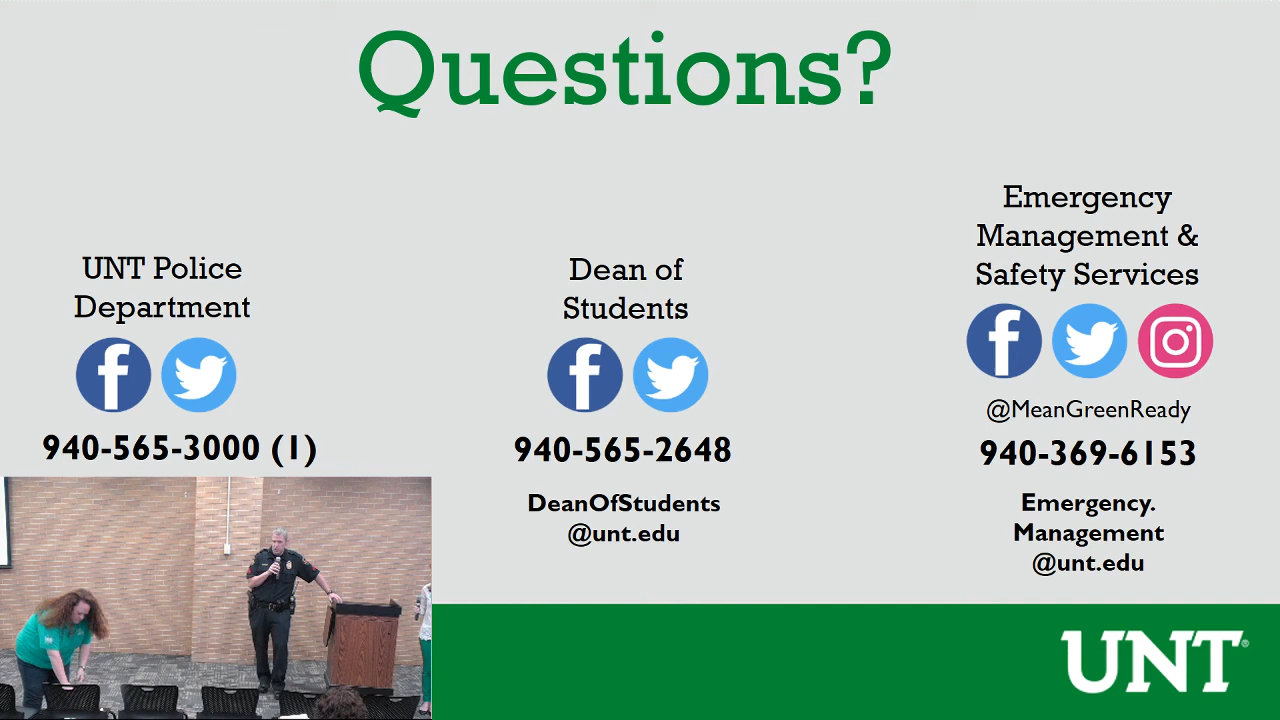 Questions?
UNT Police
Department
940-565-3000 (1)
Dean of
Students
940-565-2648
DeanOfStudents
@unt.edu
Emergency
Management &
Safety Services
@MeanGreenReady
940-369-6153
Emergency.
Management
@unt.edu
UNT®